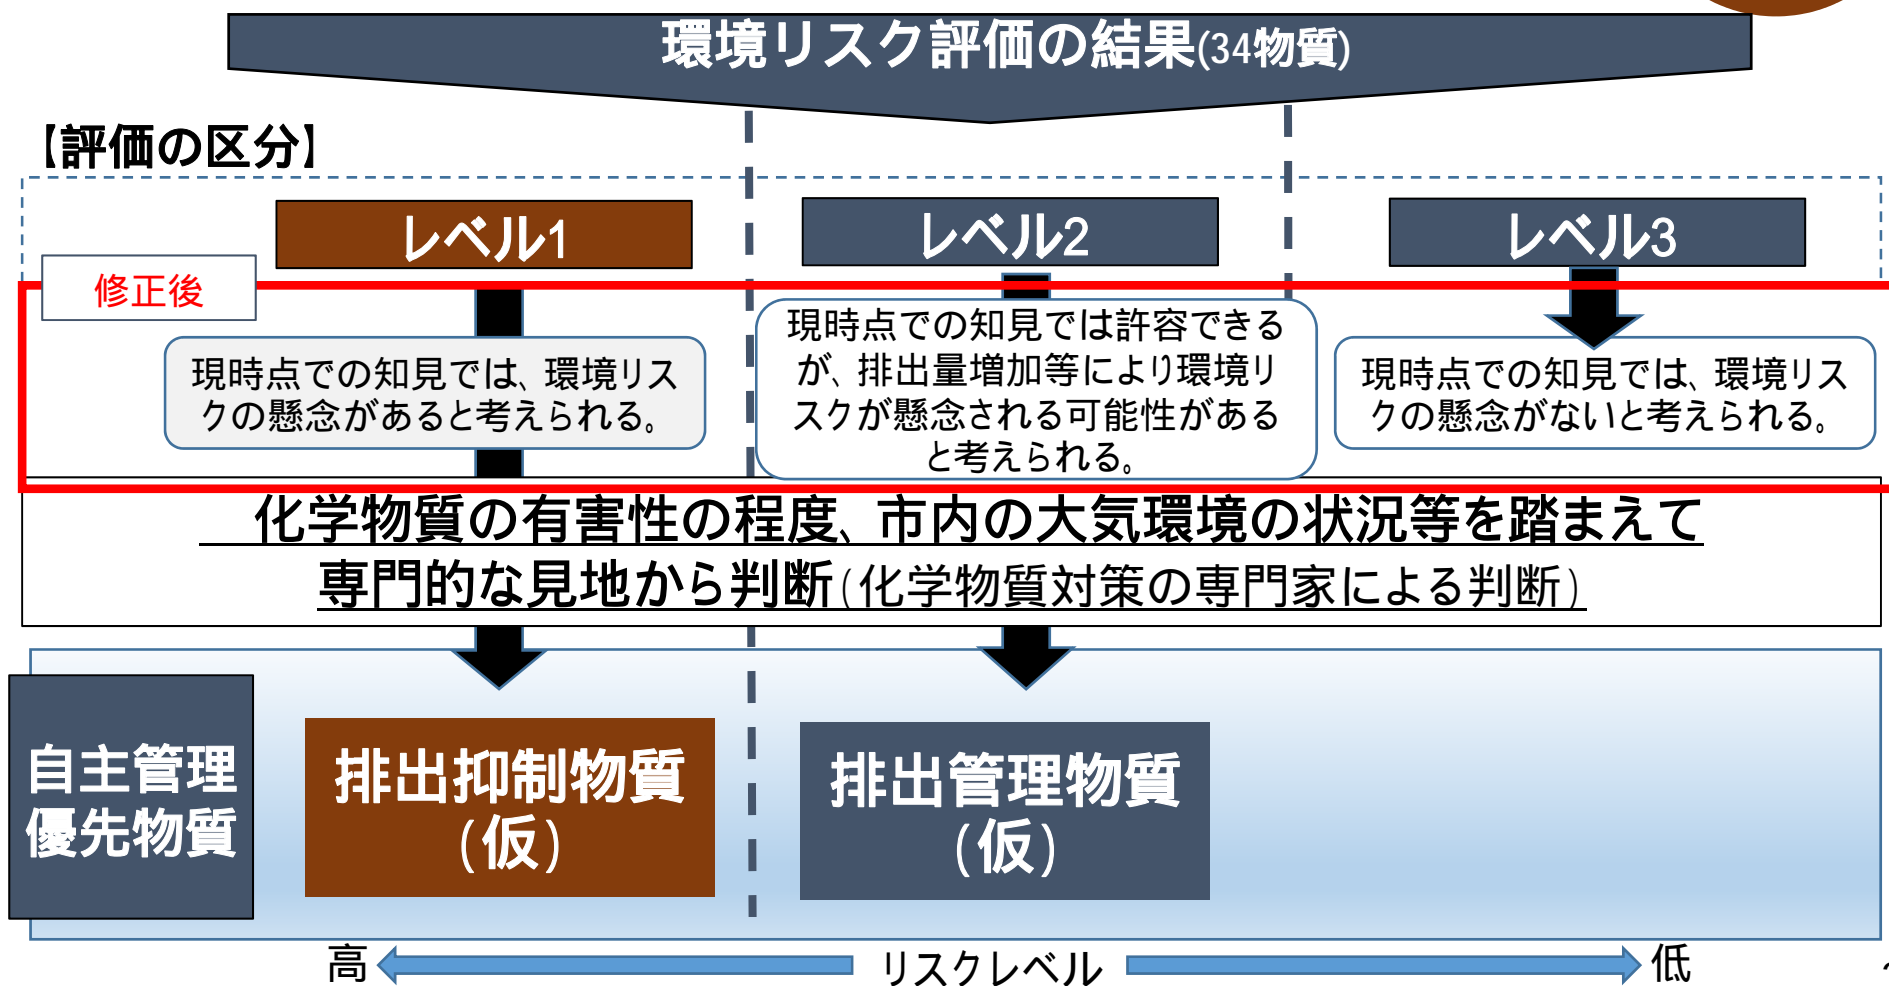 環境リスク評価の結果(34物質)
【評価の区分】
レベル1
レベル2
レベル3
修正後
現時点での知見では、環境リス
クの懸念があると考えられる。
現時点での知見では許容できる
が、排出量増加等により環境リ
スクが懸念される可能性がある
と考えられる。
現時点での知見では、環境リス
クの懸念がないと考えられる。
化学物質の有害性の程度、市内の大気環境の状況等を踏まえて
専門的な見地から判断(化学物質対策の専門家による判断)
自主管理
優先物質
排出抑制物質
(仮)
排出管理物質
(仮)
高
リスクレベル
低